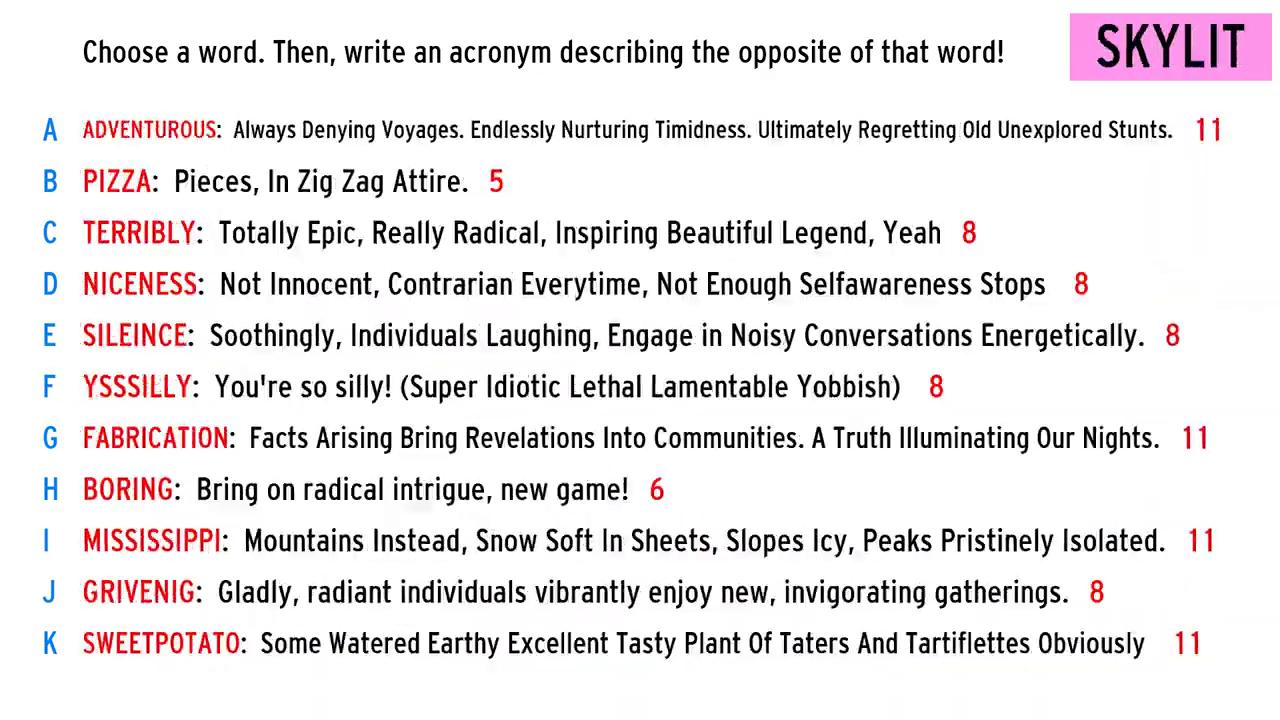 Choose a word. Then, write an acronym describing the opposite of that word!
SKYLIT
A ADVENTUROUS: Always Denying Voyages. Endlessly Nurturing Timidness. Ultimately Regretting Old Unexplored Stunts. 11
B PIZZA: Pieces, In Zig Zag Attire. 5
C TERRIBLY: Totally Epic, Really Radical, Inspiring Beautiful Legend, Yeah 8
D NICENESS: Not Innocent, Contrarian Everytime, Not Enough Selfawareness Stops 8
E SILEINCE: Soothingly, Individuals Laughing, Engage in Noisy Conversations Energetically. 8
F YSSSILLY: You're so silly! (Super Idiotic Lethal Lamentable Yobbish) 8
G FABRICATION: Facts Arising Bring Revelations Into Communities. A Truth Illuminating Our Nights. 11
H BORING: Bring on radical intrigue, new game! 6
I MISSISSIPPI: Mountains Instead, Snow Soft In Sheets, Slopes Icy, Peaks Pristinely Isolated. 11
J GRIVENIG: Gladly, radiant individuals vibrantly enjoy new, invigorating gatherings. 8
K SWEETPOTATO: Some Watered Earthy Excellent Tasty Plant Of Taters And Tartiflettes Obviously 11